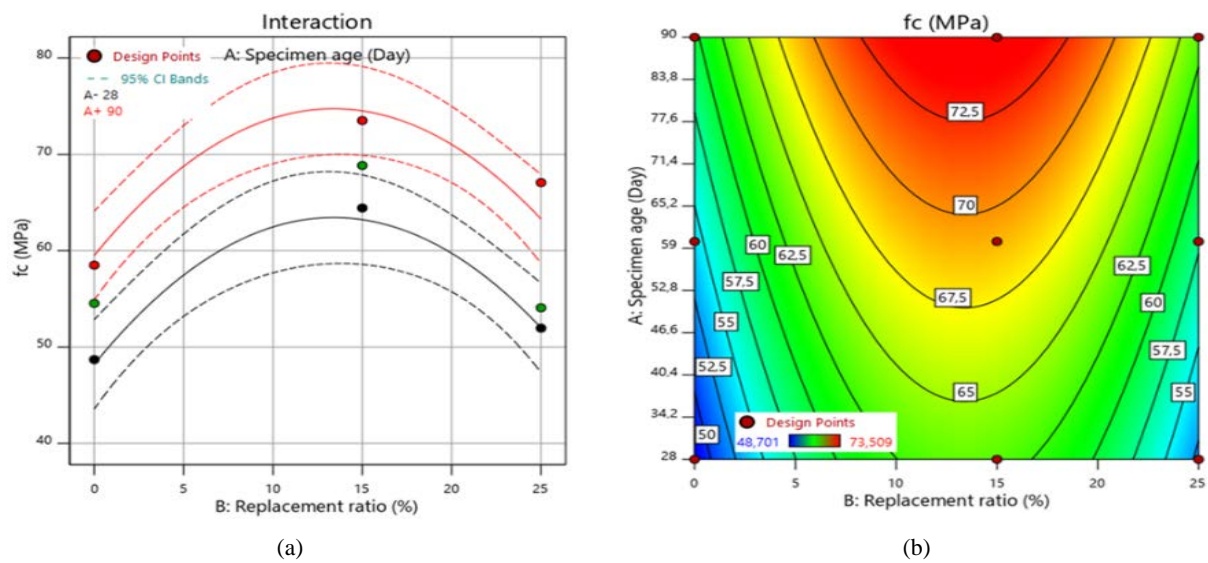 Interaction
A: Specimen age (Day)
Design Points
95% CI Bands
A- 28
A+ 90
fc (MPa)
80
70
60
50
40
0 5 10 15 20 25
B: Replacement ratio (%)
(a)
fc (MPa)
A: Specimen age (Day)
90
83,8
77,6
71,4
65,2
59
52,8
46,6
40,4
34,2
28
72,5
70
67,5
65
60
62,5
57,5
55
52,5
50
62,5
60
57,5
55
Design Points
48,701 73,509
0 5 10 15 20 25
B: Replacement ratio (%)
(b)